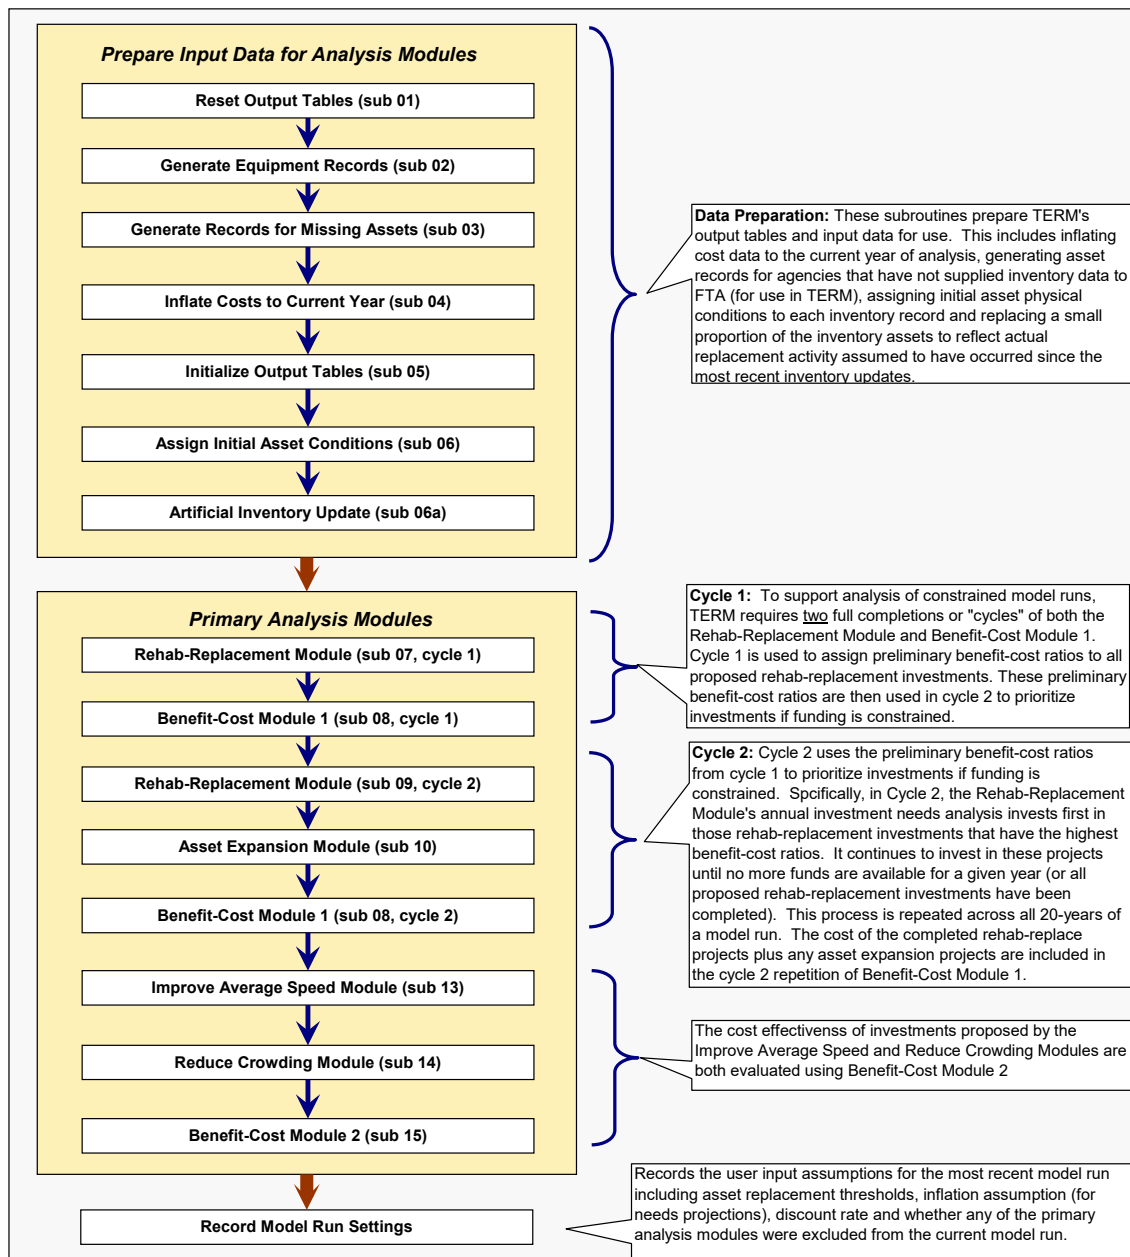 Prepare Input Data for Analysis Modules
Reset Output Tables (sub 01)
Generate Equipment Records (sub 02)
Generate Records for Missing Assets (sub 03)
Inflate Costs to Current Year (sub 04)
Initialize Output Tables (sub 05)
Assign Initial Asset Conditions (sub 06)
Artificial Inventory Update (sub 06a)
Data Preparation: These subroutines prepare TERM's
output tables and input data for use. This includes inflating
cost data to the current year of analysis, generating asset
records for agencies that have not supplied inventory data to
FTA (for use in TERM), assigning initial asset physical
conditions to each inventory record and replacing a small
proportion of the inventory assets to reflect actual
replacement activity assumed to have occurred since the
most recent inventory updates.
Primary Analysis Modules
Rehab-Replacement Module (sub 07, cycle 1)
Benefit-Cost Module 1 (sub 08, cycle 1)
Rehab-Replacement Module (sub 09, cycle 2)
Asset Expansion Module (sub 10)
Benefit-Cost Module 1 (sub 08, cycle 2)
Improve Average Speed Module (sub 13)
Reduce Crowding Module (sub 14)
Benefit-Cost Module 2 (sub 15)
Cycle 1: To support analysis of constrained model runs,
TERM requires two full completions or "cycles" of both the
Rehab-Replacement Module and Benefit-Cost Module 1.
Cycle 1 is used to assign preliminary benefit-cost ratios to all
proposed rehab-replacement investments. These preliminary
benefit-cost ratios are then used in cycle 2 to prioritize
investments if funding is constrained.
Cycle 2: Cycle 2 uses the preliminary benefit-cost ratios
from cycle 1 to prioritize investments if funding is
constrained. Spcifically, in Cycle 2, the Rehab-Replacement
Module's annual investment needs analysis invests first in
those rehab-replacement investments that have the highest
benefit-cost ratios. It continues to invest in these projects
until no more funds are available for a given year (or all
proposed rehab-replacement investments have been
completed). This process is repeated across all 20-years of
a model run. The cost of the completed rehab-replace
projects plus any asset expansion projects are included in
the cycle 2 repetition of Benefit-Cost Module 1.
The cost effectivenss of investments proposed by the
Improve Average Speed and Reduce Crowding Modules are
both evaluated using Benefit-Cost Module 2
Record Model Run Settings
Records the user input assumptions for the most recent model run
including asset replacement thresholds, inflation assumption (for
needs projections), discount rate and whether any of the primary
analysis modules were excluded from the current model run.